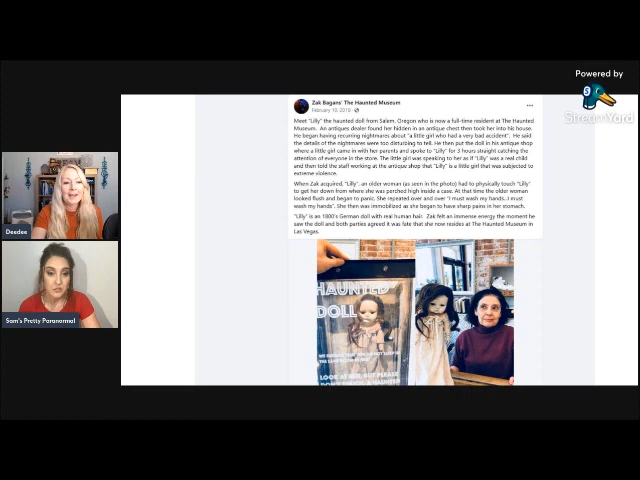 Powered by
StreamYard
Zak Bagans' The Haunted Museum
February 10, 2019
Meet "Lilly" the haunted doll from Salem, Oregon who is now a full-time resident at The Haunted
Museum. An antiques dealer found her hidden in an antique chest then took her into his house.
He began having recurring nightmares about "a little girl who had a very bad accident". He said
the details of the nightmares were too disturbing to tell. He then put the doll in his antique shop
where a little girl came in with her parents and spoke to "Lilly" for 3 hours straight catching the
attention of everyone in the store. The little girl was speaking to her as if "Lilly" was a real child
and then told the staff working at the antique shop that "Lilly" is a little girl that was subjected to
extreme violence.
When Zak acquired, "Lilly", an older woman (as seen in the photo) had to physically touch "Lilly"
to get her down from where she was perched high inside a case. At that time the older woman
looked flush and began to panic. She repeated over and over "I must wash my hands..I must
wash my hands". She then was immobilized as she began to have sharp pains in her stomach.
"Lilly" is an 1800's German doll with real human hair. Zak felt an immense energy the moment he
saw the doll and both parties agreed it was fate that she now resides at The Haunted Museum in
Las Vegas.
Deedee
Sam's Pretty Paranormal
HAUNTED
DOLL
LOOK AT HER, BUT PLEASE